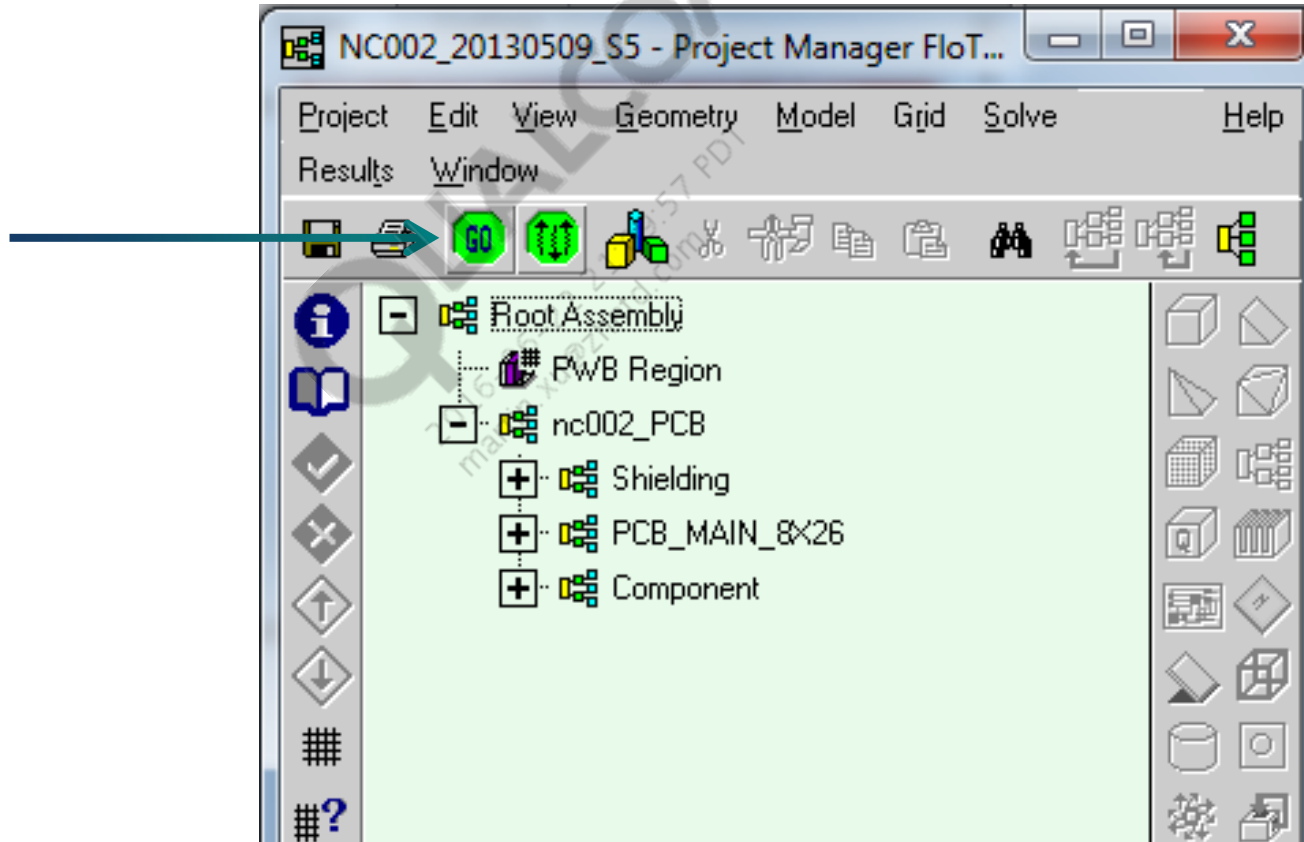 NC002_20130509_S5 - Project Manager FloT...
Project Edit View Geometry Model Grid Solve Help
Results Window
GO
Root Assembly
PWB Region
nc002_PCB
Shielding
PCB_MAIN_8X26
Component
Q
?